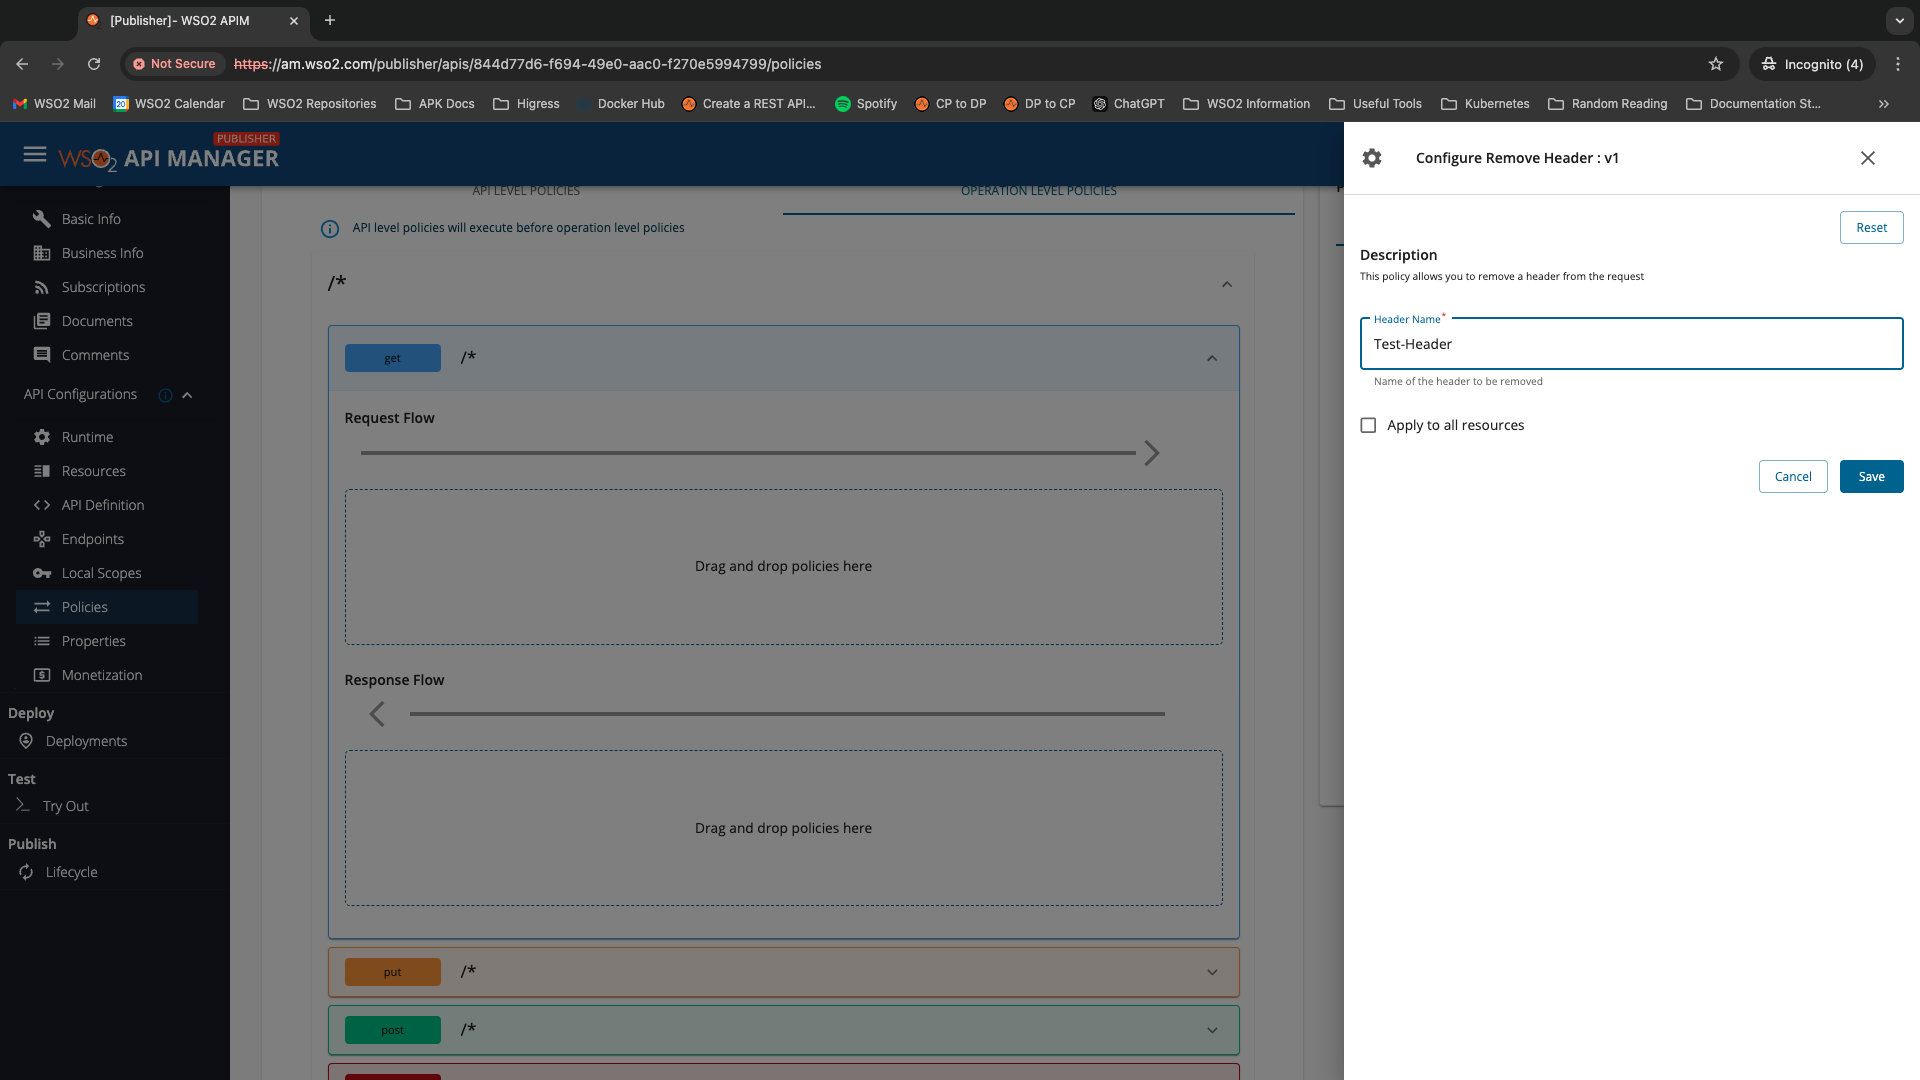 [Publisher]- WSO2 APIM
Not Secure
https://am.wso2.com/publisher/apis/844d77d6-f694-49e0-aac0-f270e5994799/policies
Incognito (4)
WSO2 Mail
20
WSO2 Calendar
WSO2 Repositories
APK Docs
Higress
Docker Hub
Create a REST API...
Spotify
CP to DP
DP to CP
ChatGPT
WSO2 Information
Useful Tools
Kubernetes
Random Reading
Documentation St...
PUBLISHER
WSO2 API MANAGER
Basic Info
Business Info
Subscriptions
Documents
Comments
API Configurations
Runtime
Resources
API Definition
Endpoints
Local Scopes
Policies
Properties
Monetization
Deploy
Deployments
Test
Try Out
Publish
Lifecycle
API LEVEL POLICIES
OPERATION LEVEL POLICIES
API level policies will execute before operation level policies
/*
get /*
Request Flow
Drag and drop policies here
Response Flow
Drag and drop policies here
put /*
post /*
Configure Remove Header : v1
Reset
Description
This policy allows you to remove a header from the request
Header Name*
Test-Header
Name of the header to be removed
Apply to all resources
Cancel
Save